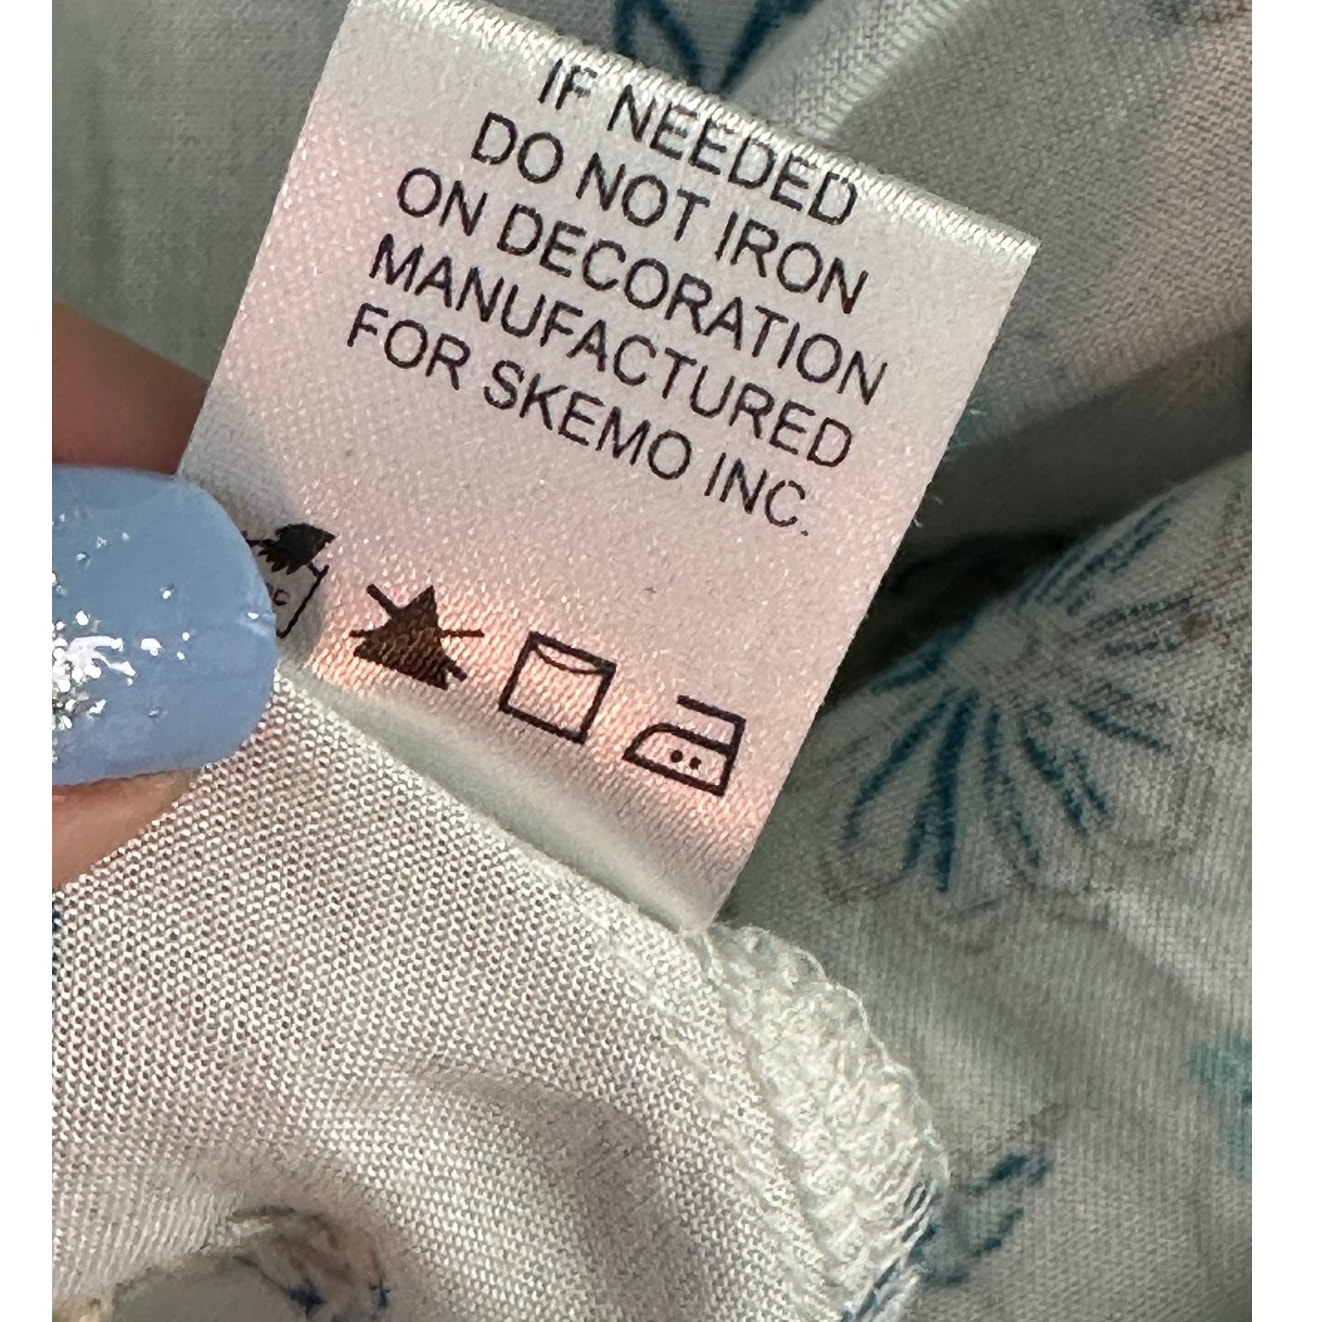 IF NEEDED
DO NOT IRON
ON DECORATION
MANUFACTURED
FOR SKEMO INC.